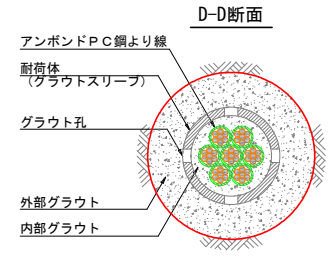 D-D断面
アンボンドPC鋼より線
耐荷体
（グラウトスリーブ）
グラウト孔
外部グラウト
内部グラウト